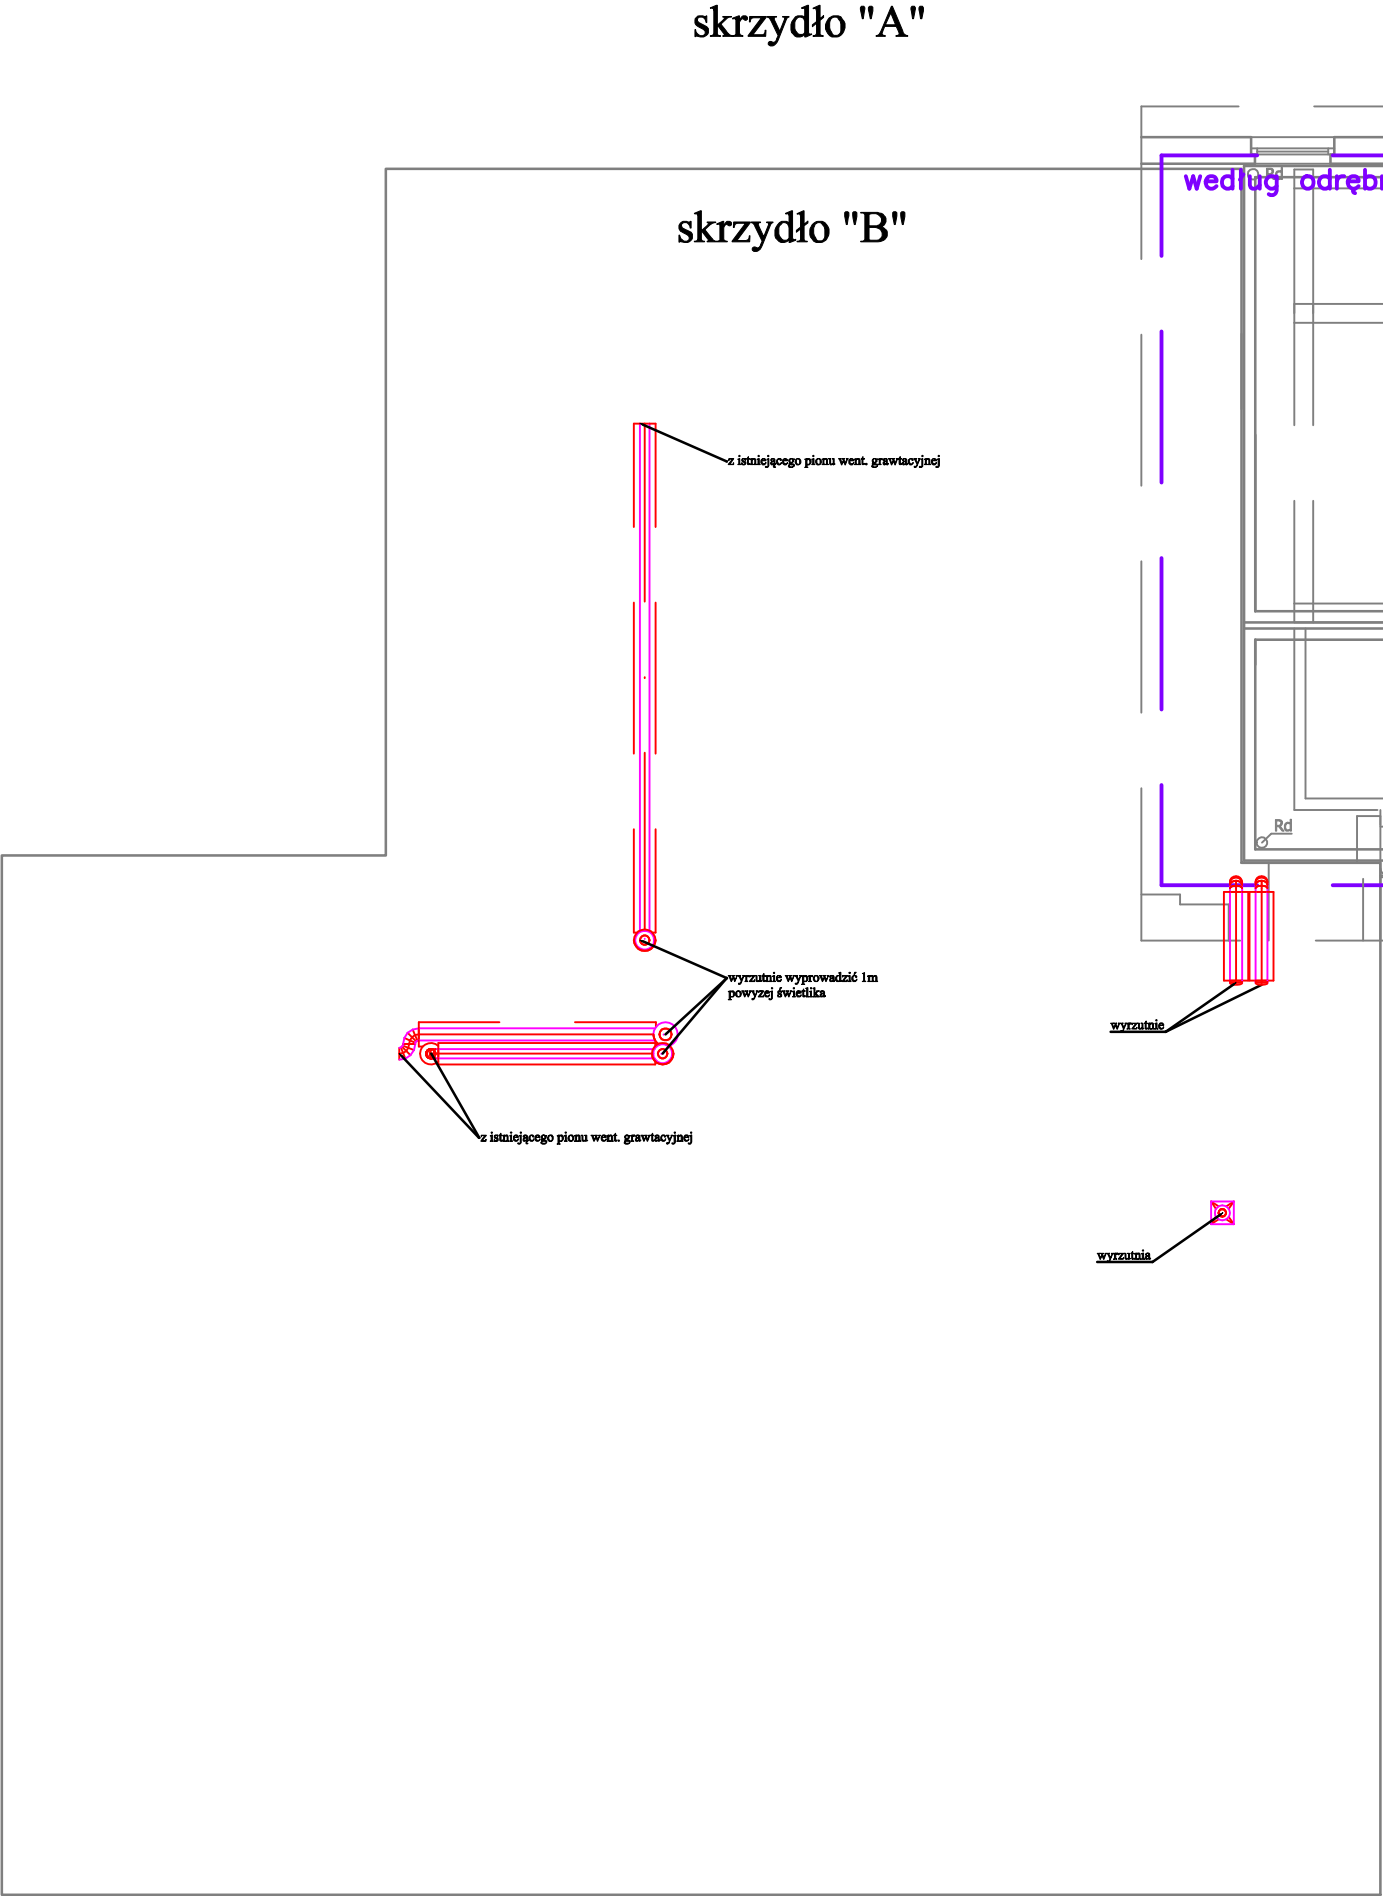 skrzydło "A"
Rd
według odrębn
skrzydło "B"
z istniejącego pionu went. grawtacyjnej
Rd
wyrzutnie wyprowadzić 1m
powyzej świetlika
wyrzutnie
z istniejącego pionu went. grawtacyjnej
wyrzutnia